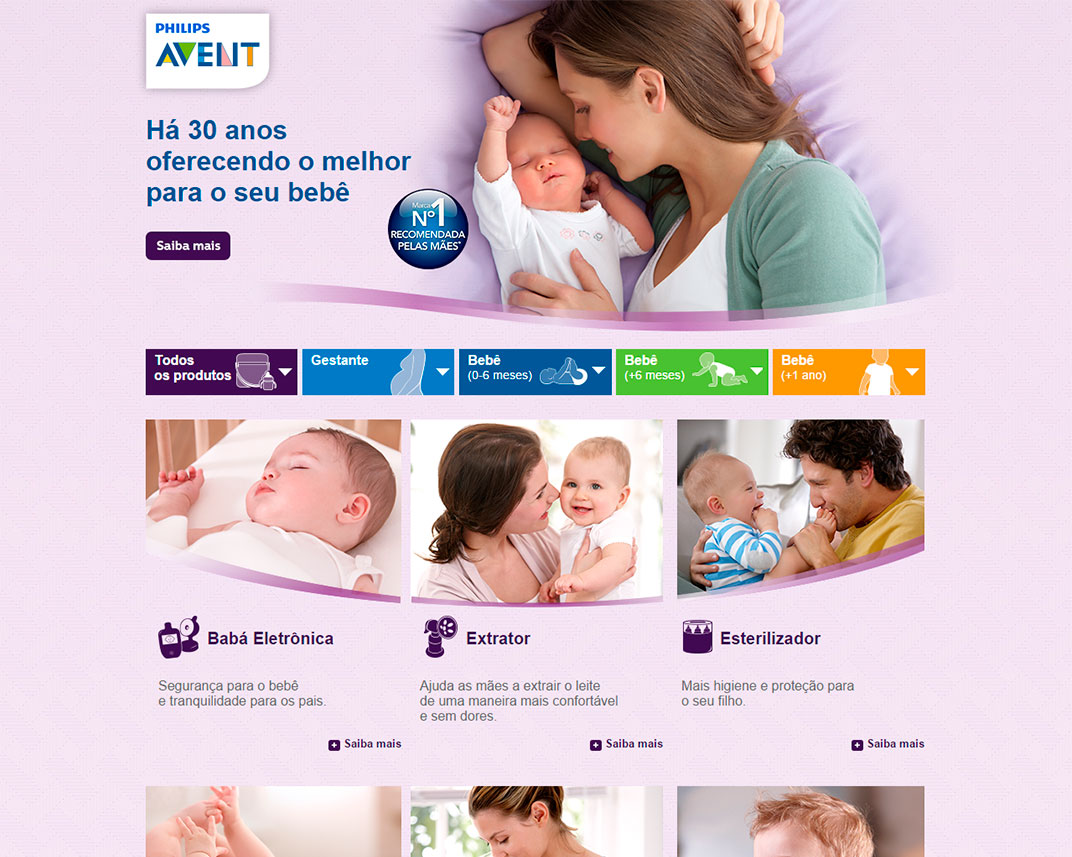 PHILIPS
AVENT
Há 30 anos
oferecendo o melhor
para o seu bebê
Marca
Nº1
RECOMENDADA
PELAS MÃES*
Saiba mais
Todos
os produtos
Gestante
Bebê
(0-6 meses)
Bebê
(+6 meses)
Bebê
(+1 ano)
Babá Eletrônica
Extrator
Esterilizador
Segurança para o bebê
e tranquilidade para os pais.
Ajuda as mães a extrair o leite
de uma maneira mais confortável
e sem dores.
Mais higiene e proteção para
o seu filho.
Saiba mais
Saiba mais
Saiba mais